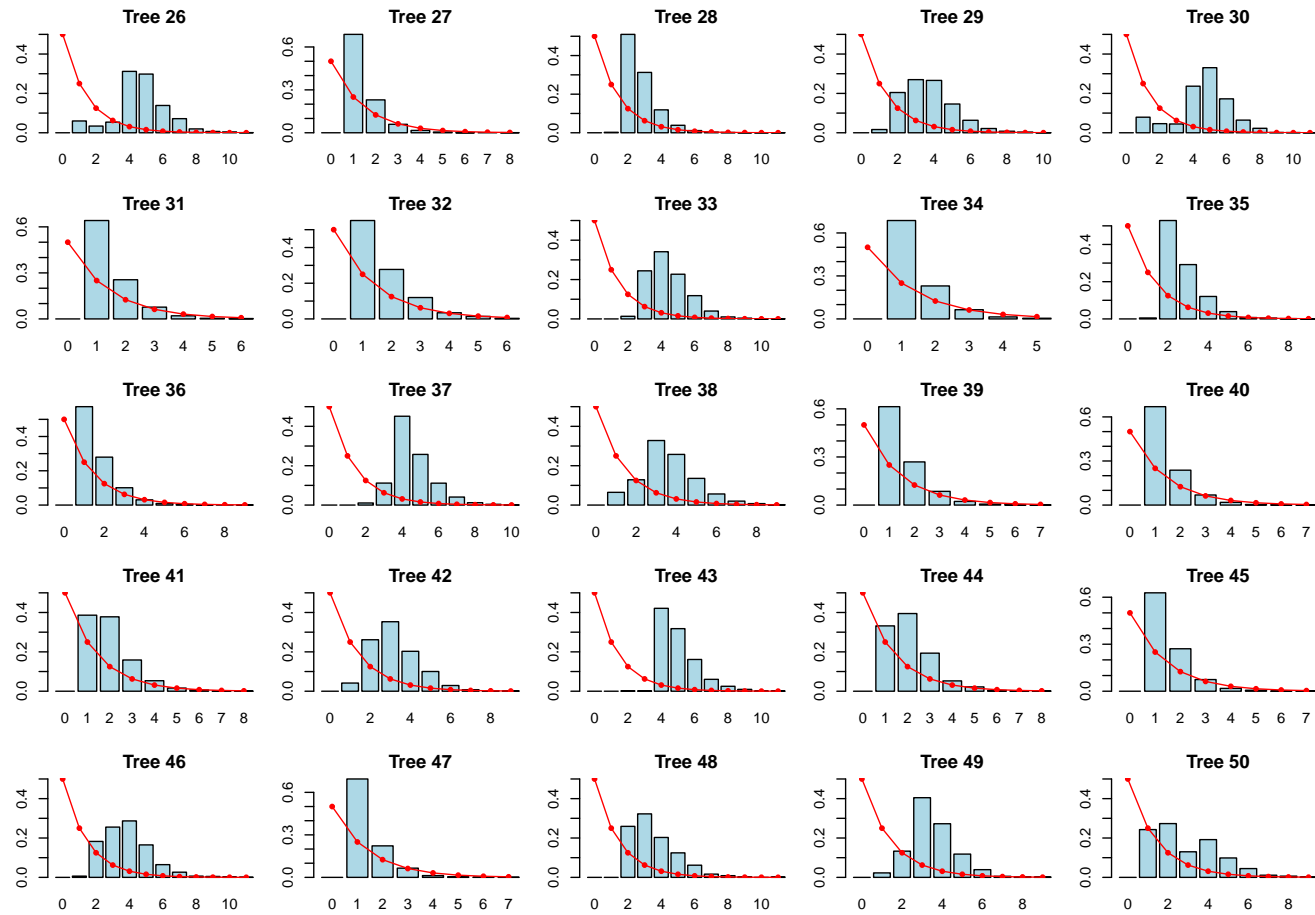 Tree 26 Tree 27 Tree 28 Tree 29 Tree 30
0.0 0.2 0.4 0.0 0.3 0.6 0.0 0.2 0.4 0.0 0.2 0.4 0.0 0.2 0.4
0 2 4 6 8 10 0 1 2 3 4 5 6 7 8 0 2 4 6 8 10 0 2 4 6 8 10 0 2 4 6 8 10
Tree 31 Tree 32 Tree 33 Tree 34 Tree 35
0.0 0.2 0.4 0.6 0.0 0.2 0.4 0.0 0.2 0.4 0.0 0.3 0.6 0.0 0.2 0.4
0 1 2 3 4 5 6 0 1 2 3 4 5 6 0 2 4 6 8 10 0 1 2 3 4 5 0 2 4 6 8
Tree 36 Tree 37 Tree 38 Tree 39 Tree 40
0.0 0.2 0.4 0.0 0.2 0.4 0.0 0.2 0.4 0.0 0.3 0.6 0.0 0.2 0.4 0.6
0 2 4 6 8 0 2 4 6 8 10 0 2 4 6 8 0 1 2 3 4 5 6 7 0 1 2 3 4 5 6 7
Tree 41 Tree 42 Tree 43 Tree 44 Tree 45
0.0 0.2 0.4 0.0 0.2 0.4 0.0 0.2 0.4 0.0 0.2 0.4 0.0 0.2 0.4 0.6
0 1 2 3 4 5 6 7 8 0 2 4 6 8 0 2 4 6 8 10 0 1 2 3 4 5 6 7 8 0 1 2 3 4 5 6 7
Tree 46 Tree 47 Tree 48 Tree 49 Tree 50
0.0 0.2 0.4 0.0 0.3 0.6 0.0 0.2 0.4 0.0 0.2 0.4 0.0 0.2 0.4
0 2 4 6 8 10 0 1 2 3 4 5 6 7 0 2 4 6 8 10 0 2 4 6 8 0 2 4 6 8